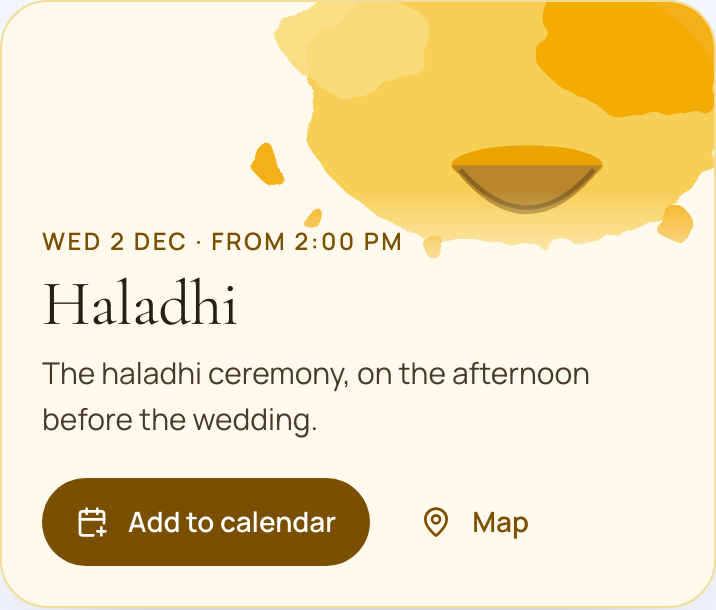 WED 2 DEC · FROM 2:00 PM
Haladhi
The haladhi ceremony, on the afternoon
before the wedding.
Add to calendar
Map